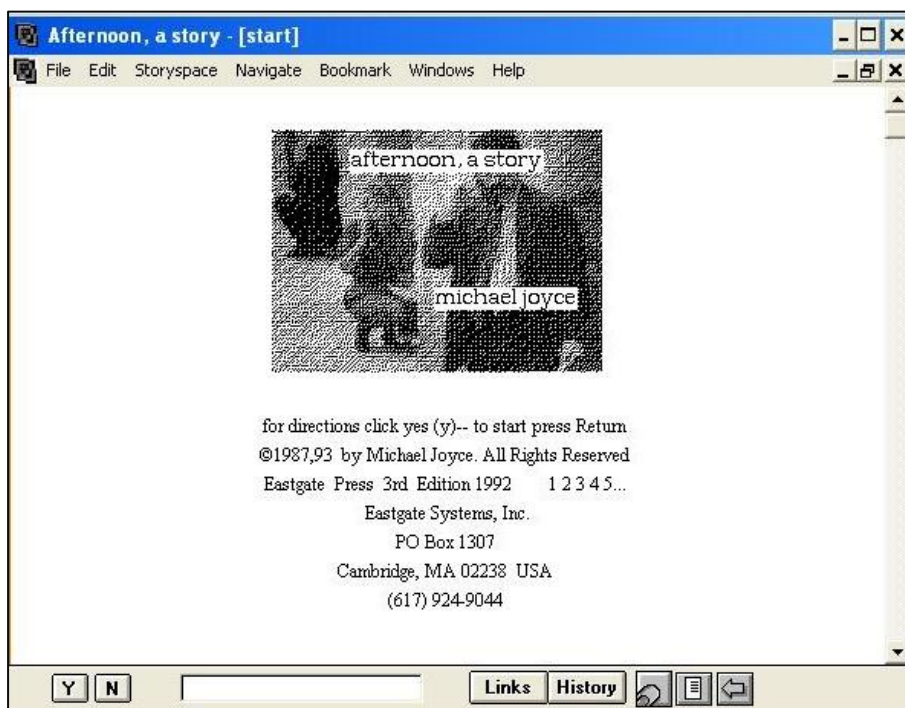 Afternoon, a story - [start]
File Edit Storyspace Navigate Bookmark Windows Help
afternoon, a story
michael joyce
for directions click yes (y)-- to start press Return
©1987,93 by Michael Joyce. All Rights Reserved
Eastgate Press 3rd Edition 1992 1 2 3 4 5...
Eastgate Systems, Inc.
PO Box 1307
Cambridge, MA 02238 USA
(617) 924-9044
Y N Links History